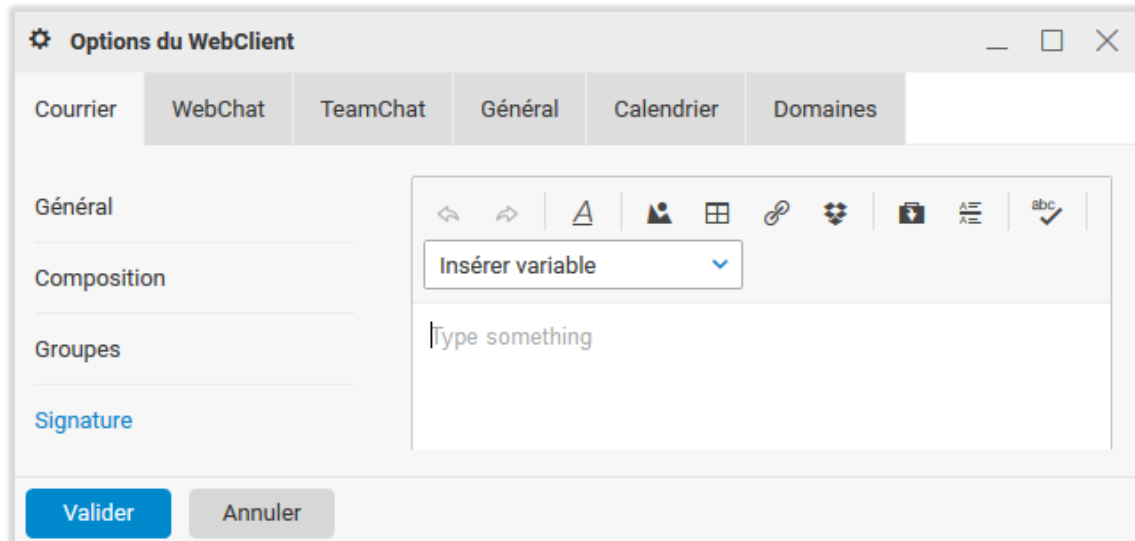 Options du WebClient
Courrier WebChat TeamChat Général Calendrier Domaines
Général
A
abc
Insérer variable
Composition
Type something
Groupes
Signature
Valider Annuler